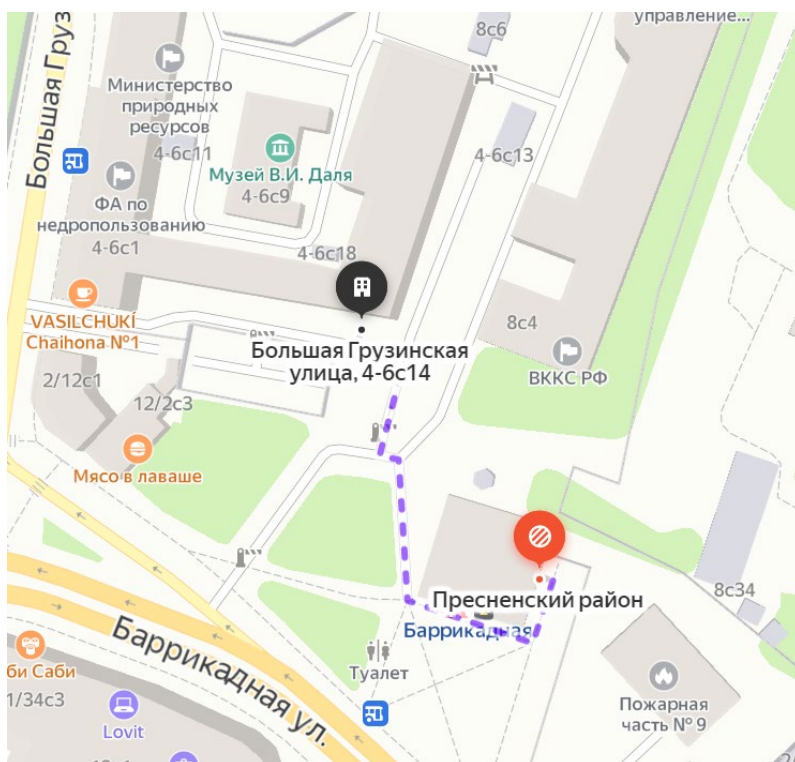 управление...
8с6
Большая Груз
Министерство
природных
ресурсов
4-6с11
Музей В.И. Даля
4-6с9
4-6с13
ФА по
недропользованию
4-6с1
4-6с18
VASILCHUKÍ
Chaihona №1
8с4
Большая Грузинская
улица, 4-6с14
ВККС РФ
2/12с1
12/2с3
Мясо в лаваше
8с34
Пресненский район
Баррикадная
Баррикадная ул.
Туалет
би Саби
1/34с3
Lovit
Пожарная
часть № 9